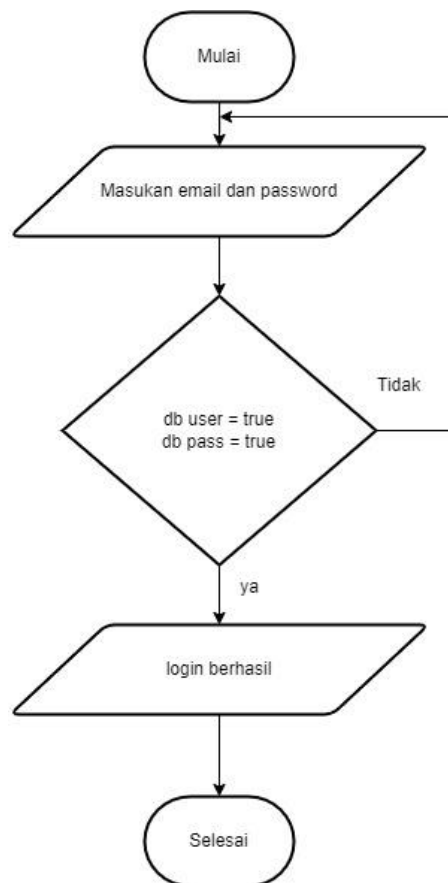 Mulai
Masukan email dan password
Tidak
db user = true
db pass = true
ya
login berhasil
Selesai